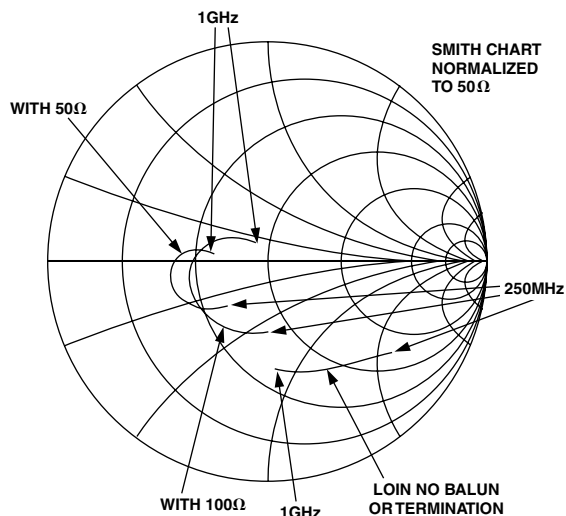 1GHz
SMITH CHART
NORMALIZED
TO 50Ω
WITH 50Ω
250MHz
WITH 100Ω
1GHz
LOIN NO BALUN
OR TERMINATION